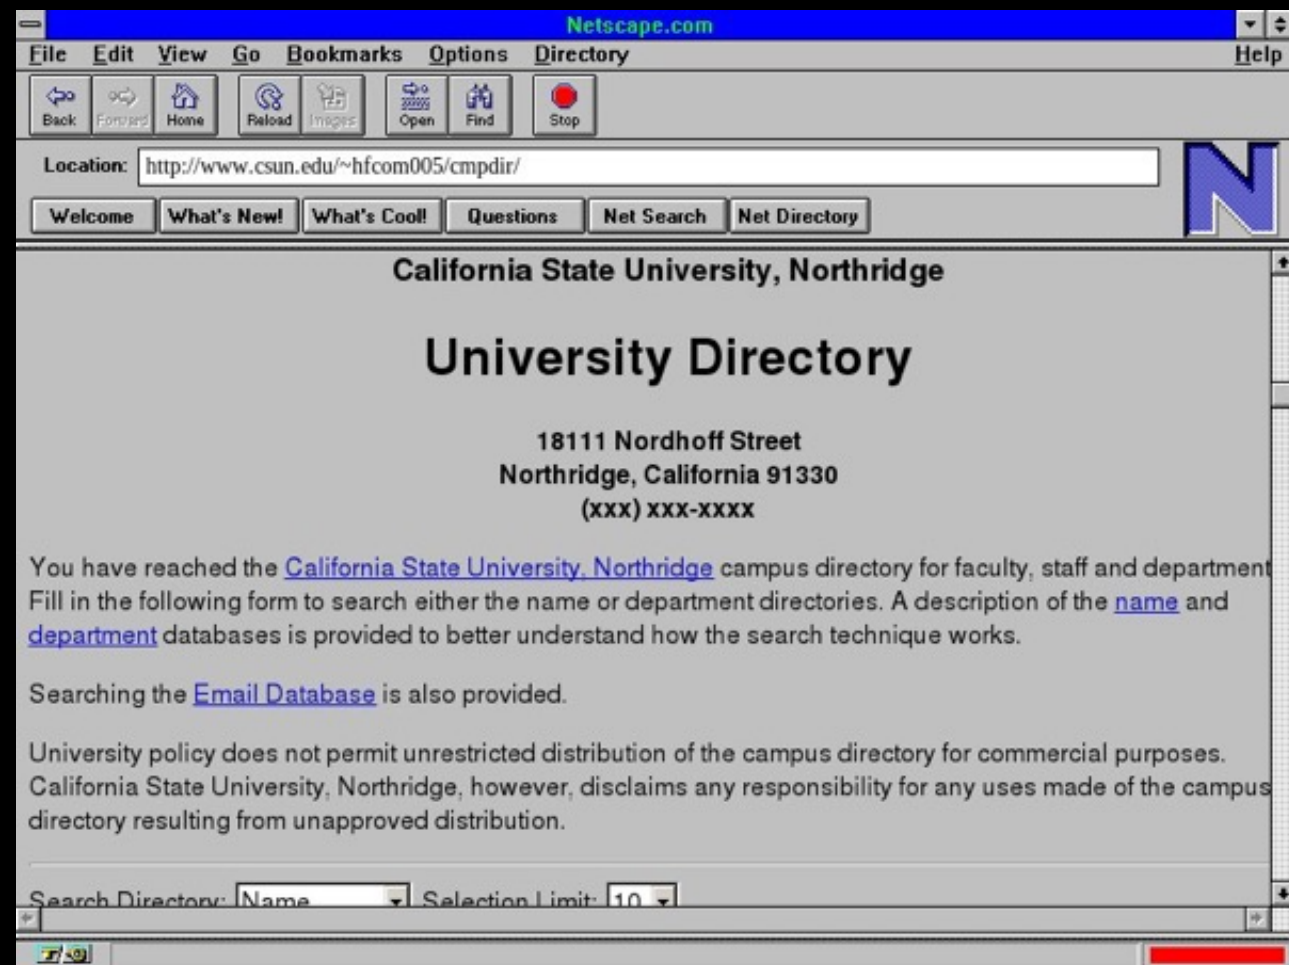 Netscape.com
File Edit View Go Bookmarks Options Directory Help
Back Forward Home Reload Images Open Find Stop
Location: http://www.csun.edu/~hfcom005/cmpdir/
Welcome What's New! What's Cool! Questions Net Search Net Directory
N
California State University, Northridge
University Directory
18111 Nordhoff Street
Northridge, California 91330
(xxx) xxx-xxxx
You have reached the California State University, Northridge campus directory for faculty, staff and department
Fill in the following form to search either the name or department directories. A description of the name and
department databases is provided to better understand how the search technique works.
Searching the Email Database is also provided.
University policy does not permit unrestricted distribution of the campus directory for commercial purposes.
California State University, Northridge, however, disclaims any responsibility for any uses made of the campus
directory resulting from unapproved distribution.
Search Directory: Name Selection Limit: 10